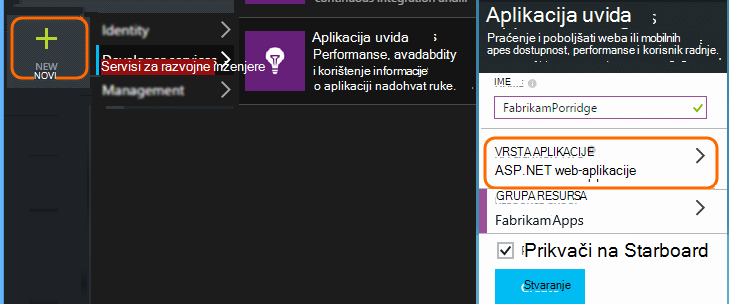 NEW
NOVI
Identity
Servisi za razvojne inženjere
Management
Aplikacija uvida
Performanse, avadabdity
i korištenje informacije
o aplikaciji nadohvat ruke.
Aplikacija uvida
Praćenje i poboljšati weba ili mobilnih
apes dostupnost, performanse i korisnik radnje.
IME
FabrikamPorridge
VRSTA APLIKACIJE
ASP.NET web-aplikacije
GRUPA RESURSA
FabrikamApps
Prikvači na Starboard
Stvaranje